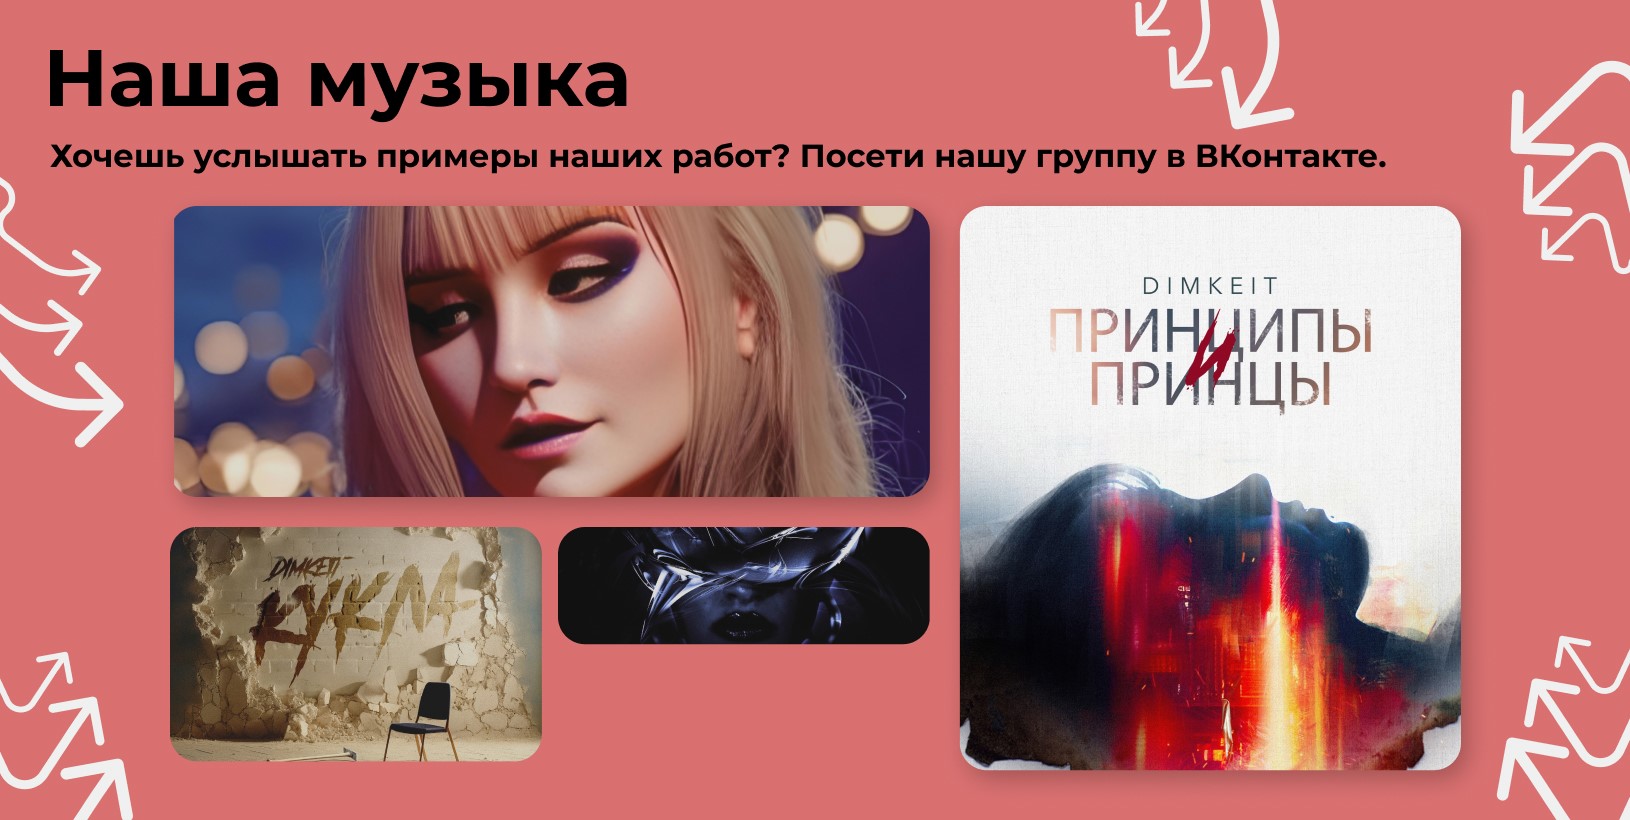 Наша музыка
Хочешь услышать примеры наших работ? Посети нашу группу в ВКонтакте.
DIMKEIT
ПРИНЦИПЫ
И
ПРИНЦЫ
DIMKEIT
КУКЛА